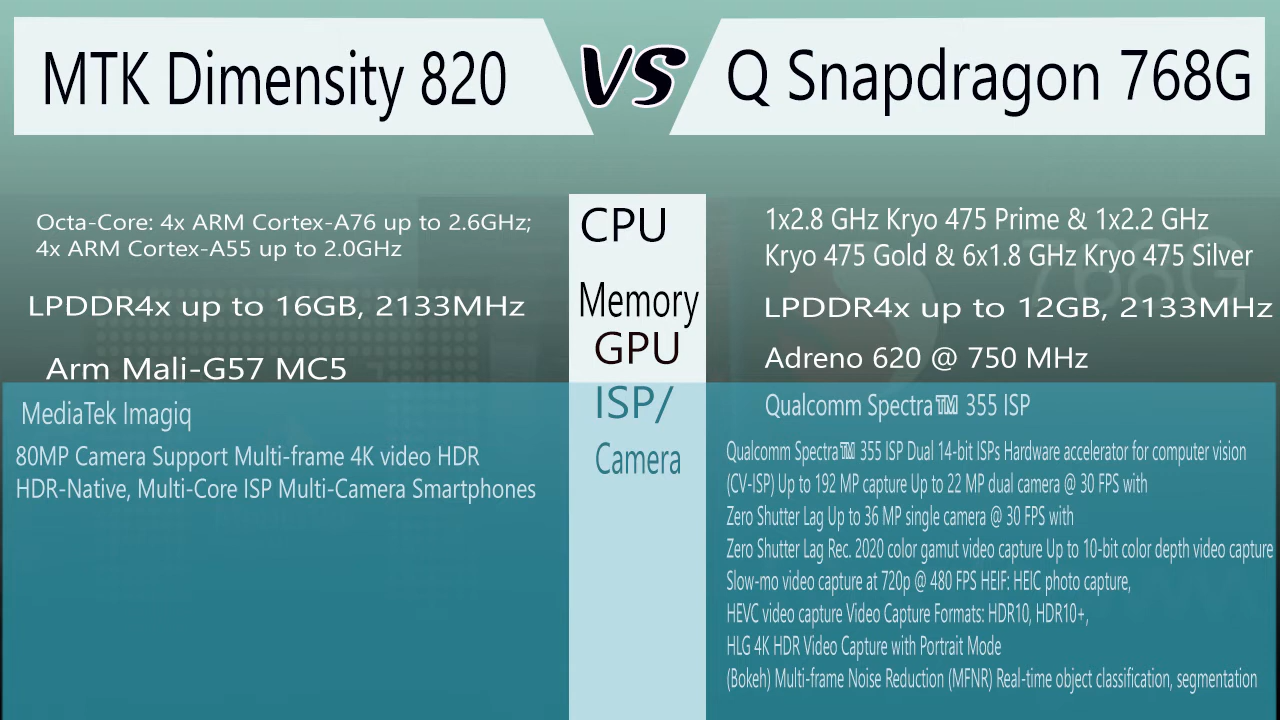 MTK Dimensity 820
VS
Q Snapdragon 768G
Octa-Core: 4x ARM Cortex-A76 up to 2.6GHz;
4x ARM Cortex-A55 up to 2.0GHz
CPU
1x2.8 GHz Kryo 475 Prime & 1x2.2 GHz
Kryo 475 Gold & 6x1.8 GHz Kryo 475 Silver
LPDDR4x up to 16GB, 2133MHz
Memory
LPDDR4x up to 12GB, 2133MHz
Arm Mali-G57 MC5
GPU
Adreno 620 @ 750 MHz
MediaTek Imagiq
80MP Camera Support Multi-frame 4K video HDR
HDR-Native, Multi-Core ISP Multi-Camera Smartphones
ISP/
Camera
Qualcomm Spectra™ 355 ISP
Qualcomm Spectra™ 355 ISP Dual 14-bit ISPs Hardware accelerator for computer vision
(CV-ISP) Up to 192 MP capture Up to 22 MP dual camera @ 30 FPS with
Zero Shutter Lag Up to 36 MP single camera @ 30 FPS with
Zero Shutter Lag Rec. 2020 color gamut video capture Up to 10-bit color depth video capture
Slow-mo video capture at 720p @ 480 FPS HEIF: HEIC photo capture,
HEVC video capture Video Capture Formats: HDR10, HDR10+,
HLG 4K HDR Video Capture with Portrait Mode
(Bokeh) Multi-frame Noise Reduction (MFNR) Real-time object classification, segmentation
768G